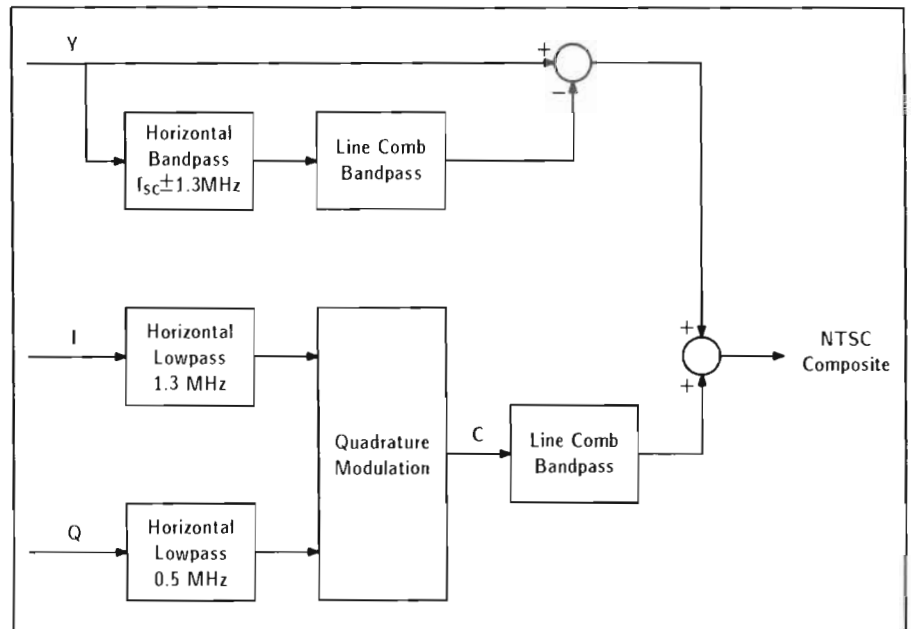 Y
+
−
Horizontal
Bandpass
fSC±1.3MHz
Line Comb
Bandpass
I
Horizontal
Lowpass
1.3 MHz
Quadrature
Modulation
C
Line Comb
Bandpass
+
+
NTSC
Composite
Q
Horizontal
Lowpass
0.5 MHz